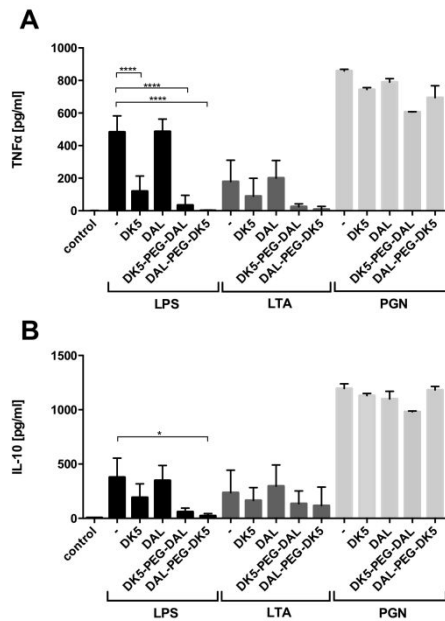 A
TNFα [pg/ml]
1000
800
600
400
200
0
****
****
****
control
-
DK5
DAL
DK5-PEG-DAL
DAL-PEG-DK5
-
DK5
DAL
DK5-PEG-DAL
DAL-PEG-DK5
-
DK5
DAL
DK5-PEG-DAL
DAL-PEG-DK5
LPS
LTA
PGN
B
IL-10 [pg/ml]
1500
1000
500
0
*
control
-
DK5
DAL
DK5-PEG-DAL
DAL-PEG-DK5
-
DK5
DAL
DK5-PEG-DAL
DAL-PEG-DK5
-
DK5
DAL
DK5-PEG-DAL
DAL-PEG-DK5
LPS
LTA
PGN